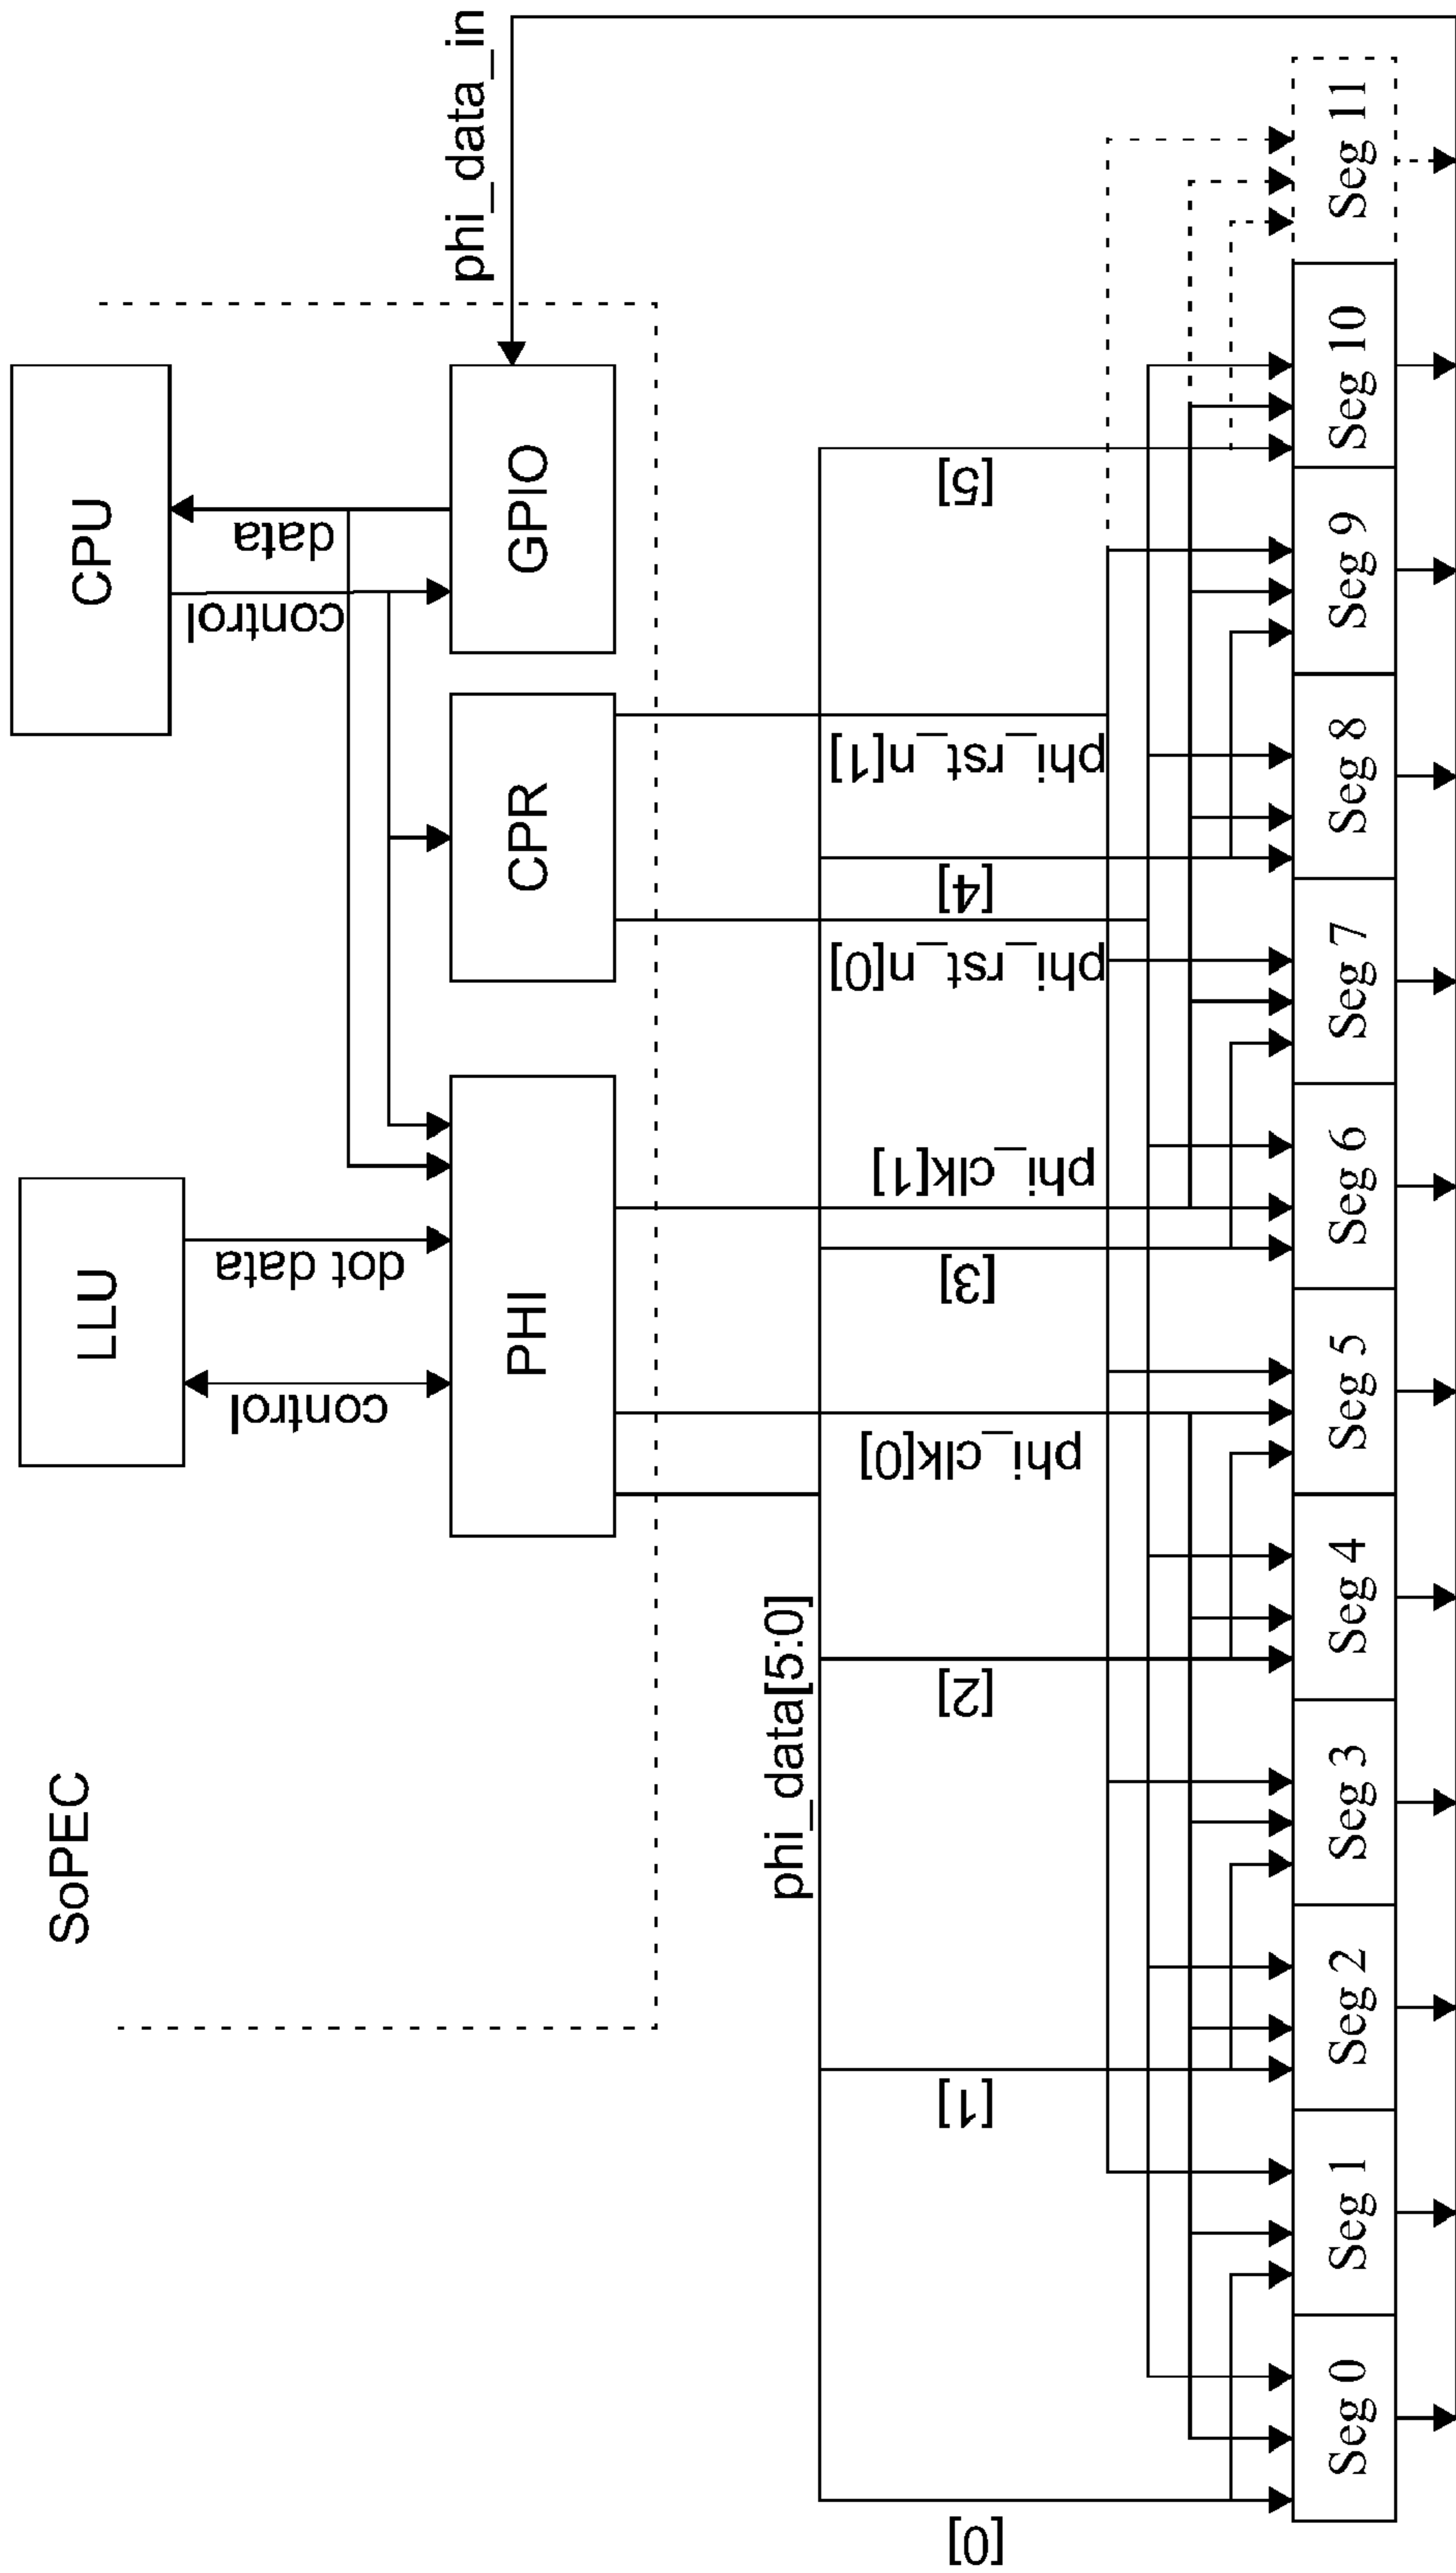 SoPEC
LLU
CPU
control
dot data
control
data
PHI
CPR
GPIO
phi_data_in
phi_data[5:0]
phi_clk[0]
phi_clk[1]
phi_rst_n[0]
phi_rst_n[1]
[0]
[1]
[2]
[3]
[4]
[5]
Seg 0
Seg 1
Seg 2
Seg 3
Seg 4
Seg 5
Seg 6
Seg 7
Seg 8
Seg 9
Seg 10
Seg 11